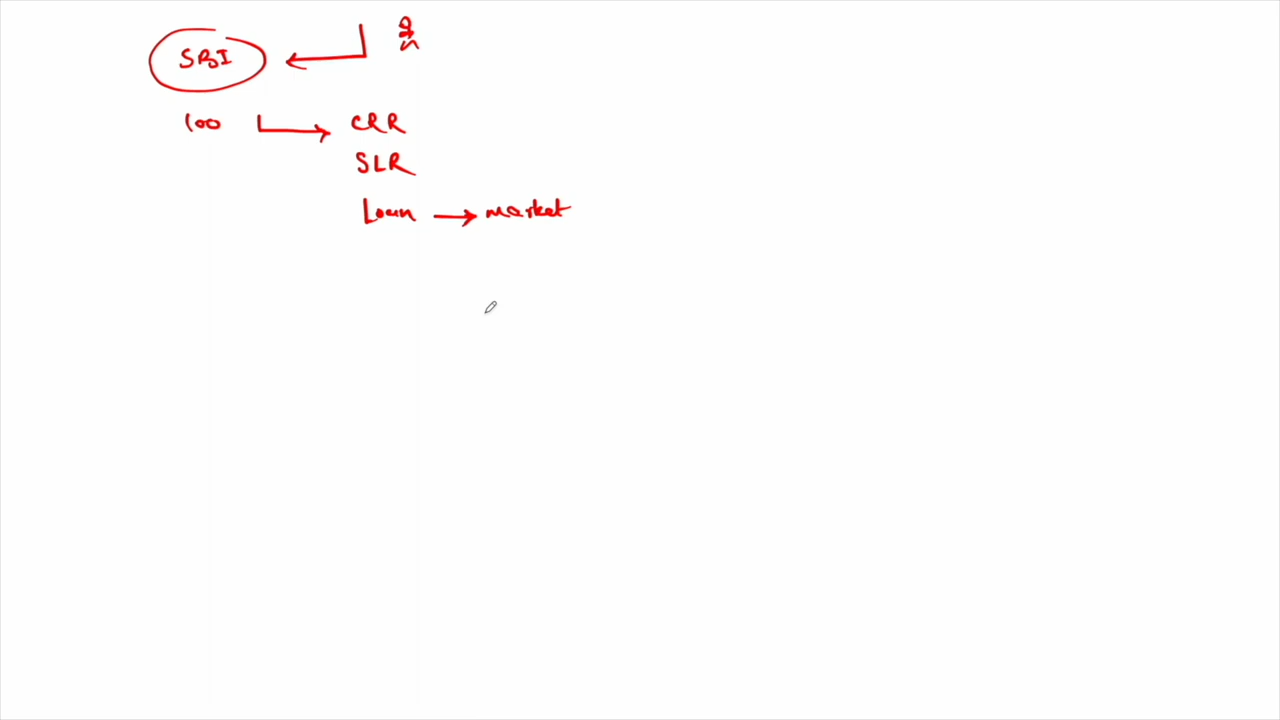 SBI
100 CRR
SLR
Loan → market